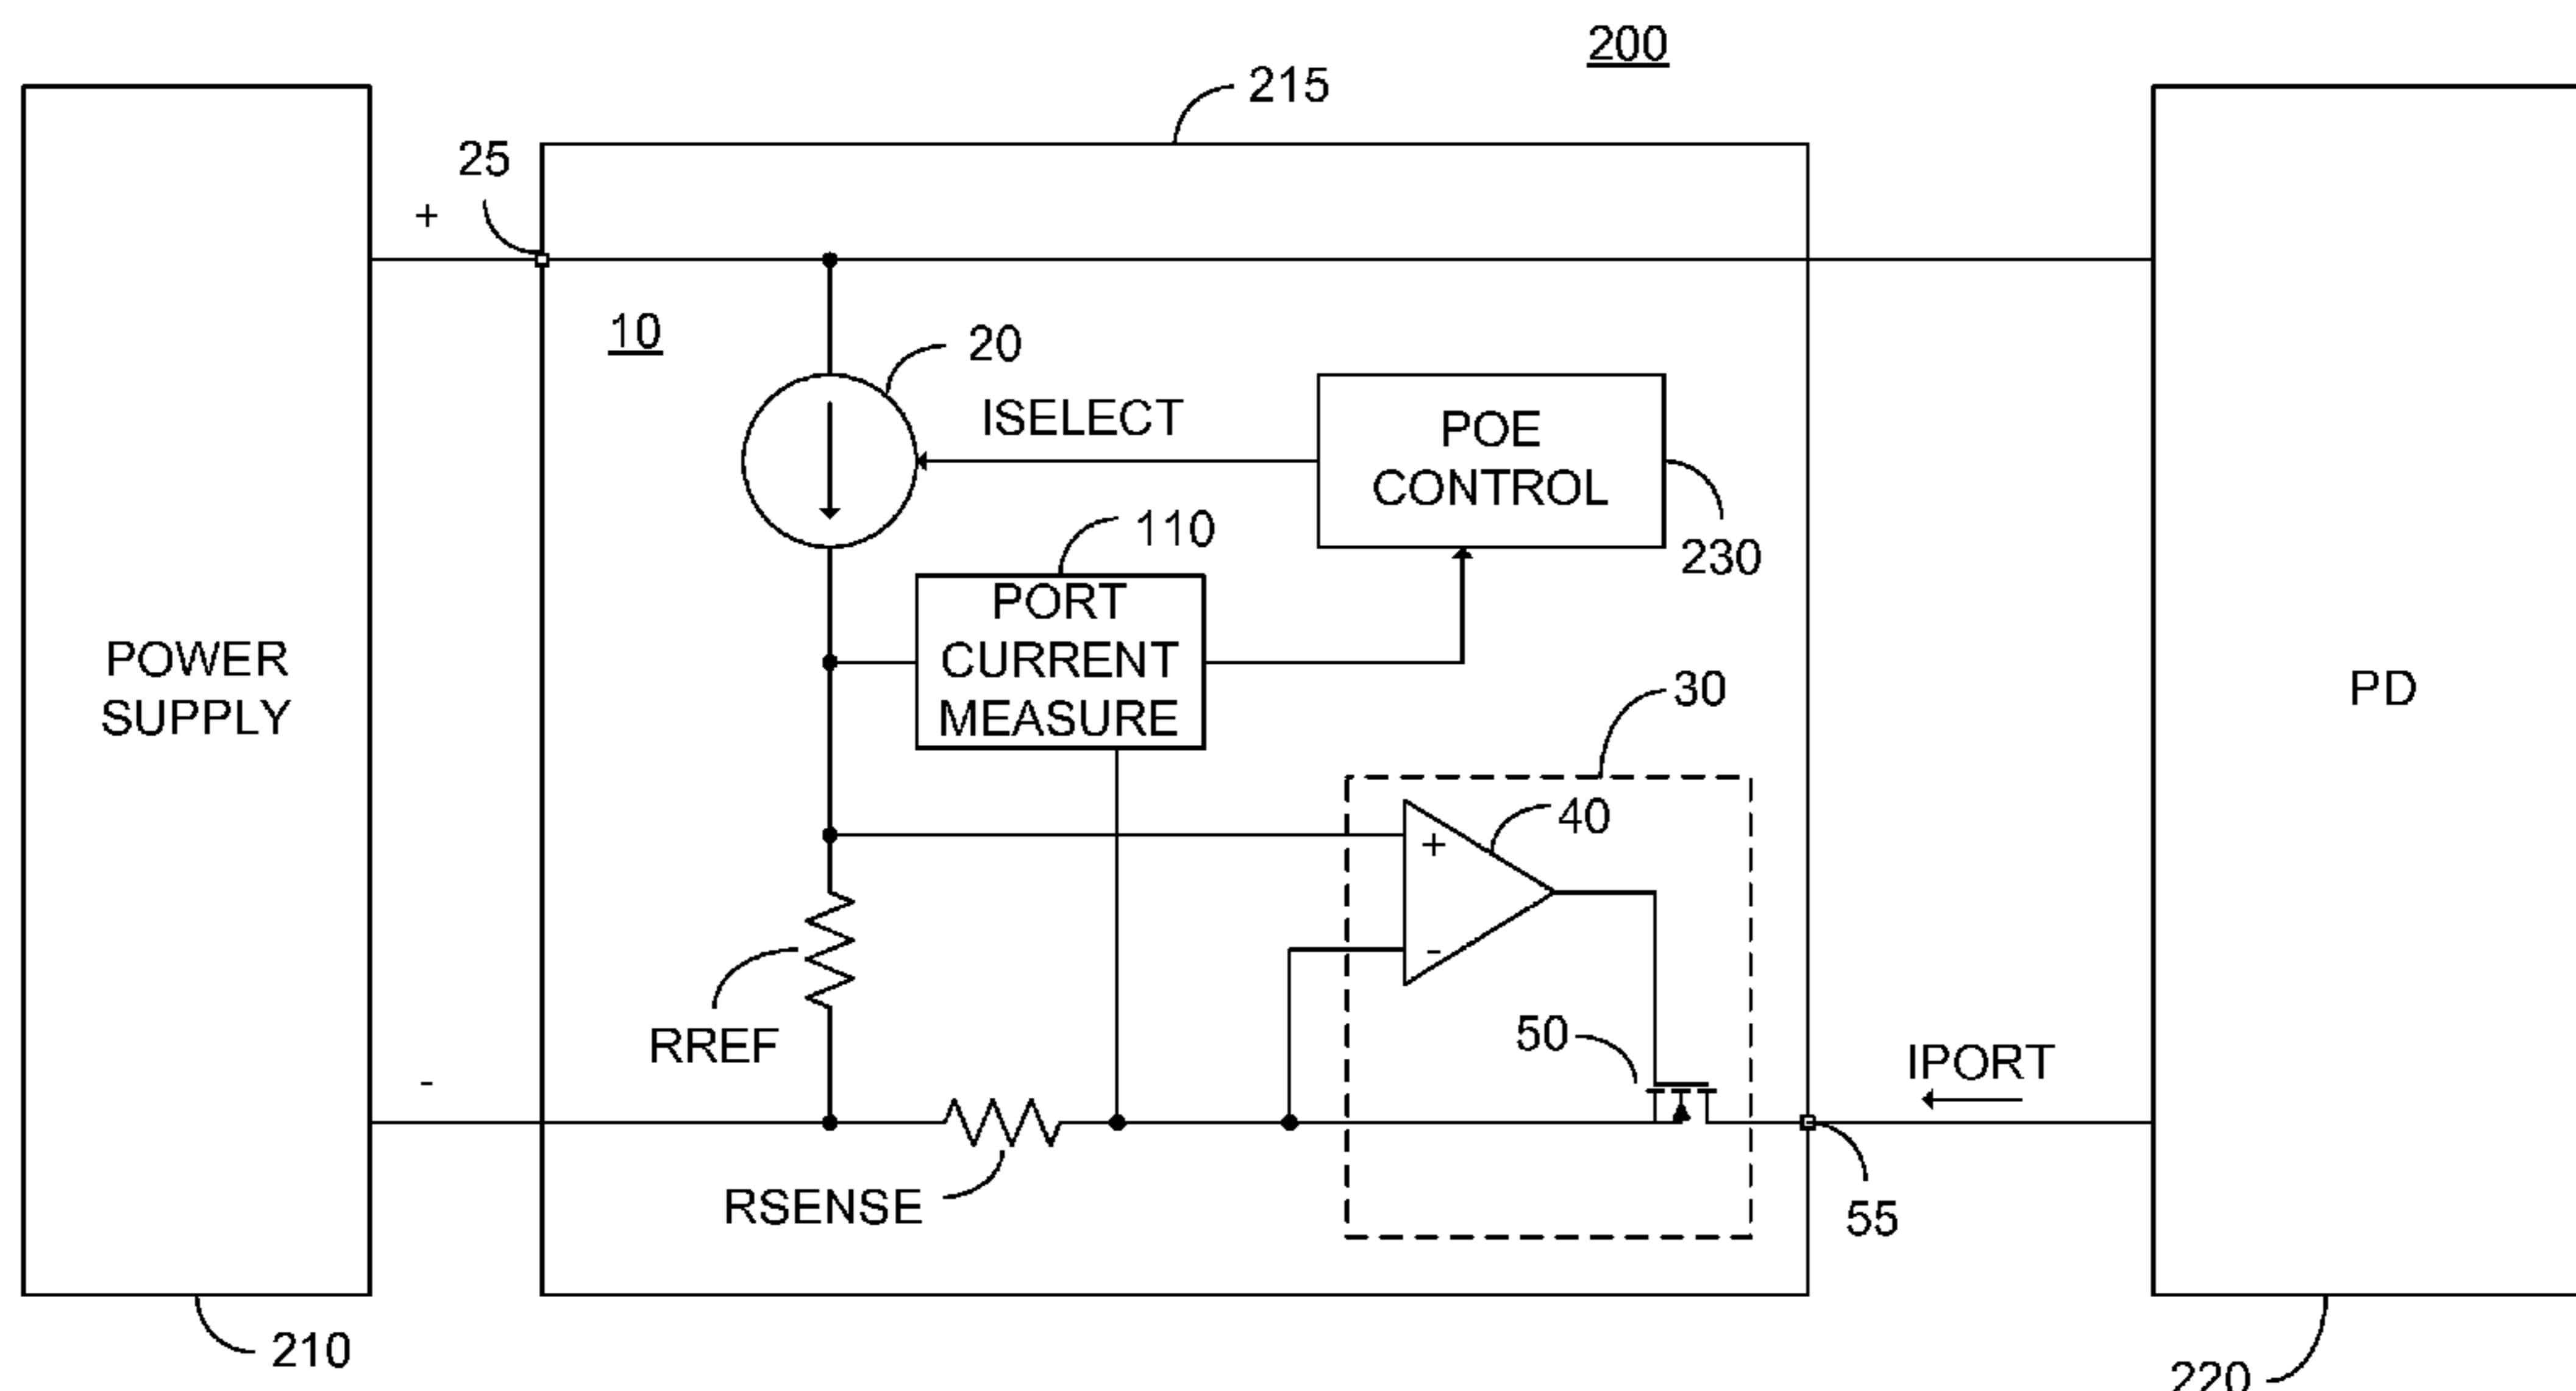 200
215
25
+
10
20
ISELECT
POE
CONTROL
110
230
PORT
CURRENT
MEASURE
30
POWER
SUPPLY
PD
40
+
-
RREF
50
IPORT
-
RSENSE
55
210
220